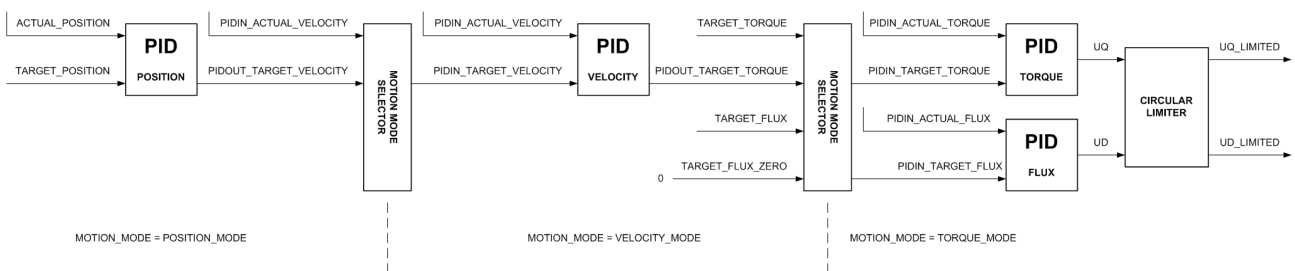 ACTUAL_POSITION
TARGET_POSITION
PID
POSITION
PIDIN_ACTUAL_VELOCITY
PIDOUT_TARGET_VELOCITY
MOTION MODE
SELECTOR
PIDIN_ACTUAL_VELOCITY
PIDIN_TARGET_VELOCITY
PID
VELOCITY
TARGET_TORQUE
PIDOUT_TARGET_TORQUE
TARGET_FLUX
0
TARGET_FLUX_ZERO
MOTION MODE
SELECTOR
PIDIN_ACTUAL_TORQUE
PIDIN_TARGET_TORQUE
PID
TORQUE
PIDIN_ACTUAL_FLUX
PIDIN_TARGET_FLUX
PID
FLUX
UQ
UD
CIRCULAR
LIMITER
UQ_LIMITED
UD_LIMITED
MOTION_MODE = POSITION_MODE
MOTION_MODE = VELOCITY_MODE
MOTION_MODE = TORQUE_MODE